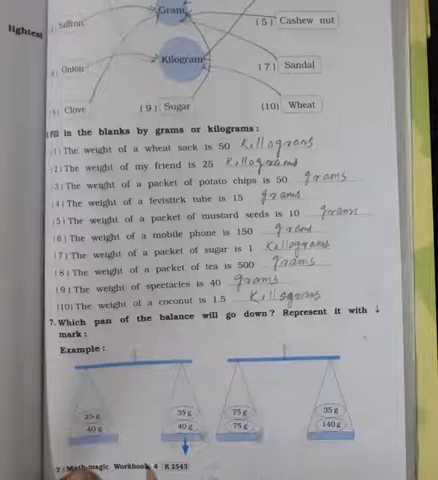 lightest
Saffron
Gram
(5) Cashew nut
Onion
Kilogram
(7) Sandal
Clove
(9) Sugar
(10) Wheat
Fill in the blanks by grams or kilograms :
(1) The weight of a wheat sack is 50 Killograns
(2) The weight of my friend is 25 Killograms
(3) The weight of a packet of potato chips is 50 grams
(4) The weight of a fevistick tube is 15 grams
(5) The weight of a packet of mustard seeds is 10 grams
(6) The weight of a mobile phone is 150 grams
(7) The weight of a packet of sugar is 1 Killograms
(8) The weight of a packet of tea is 500 grams
(9) The weight of spectacles is 40 grams
(10) The weight of a coconut is 1.5 Killograms
7. Which pan of the balance will go down ? Represent it with ↓
mark :
Example :
25 g 35 g 75 g 35 g
40 g 40 g 75 g 140 g
7 / Math-magic Workbook 4 K 2543